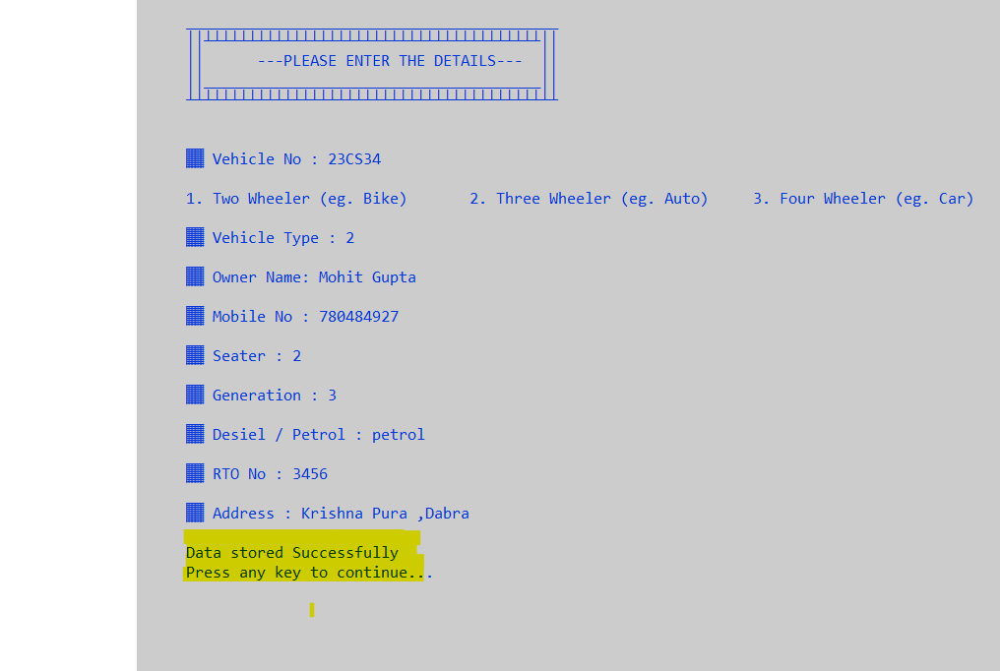 ---PLEASE ENTER THE DETAILS---
Vehicle No : 23CS34
1. Two Wheeler (eg. Bike) 2. Three Wheeler (eg. Auto) 3. Four Wheeler (eg. Car)
Vehicle Type : 2
Owner Name: Mohit Gupta
Mobile No : 780484927
Seater : 2
Generation : 3
Desiel / Petrol : petrol
RTO No : 3456
Address : Krishna Pura ,Dabra
Data stored Successfully
Press any key to continue...